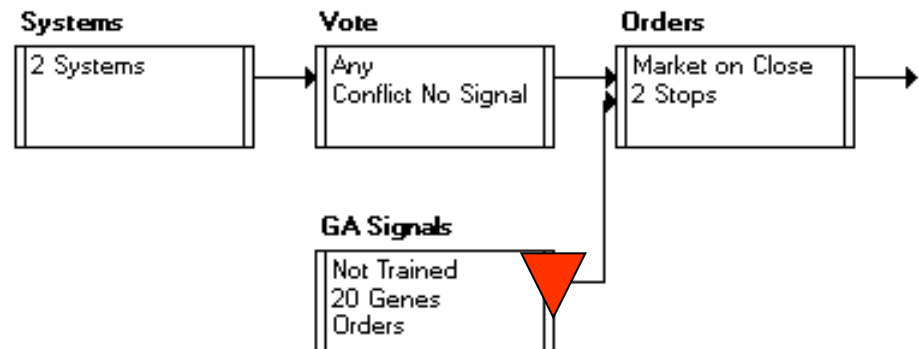 Systems
2 Systems
Vote
Any
Conflict No Signal
Orders
Market on Close
2 Stops
GA Signals
Not Trained
20 Genes
Orders